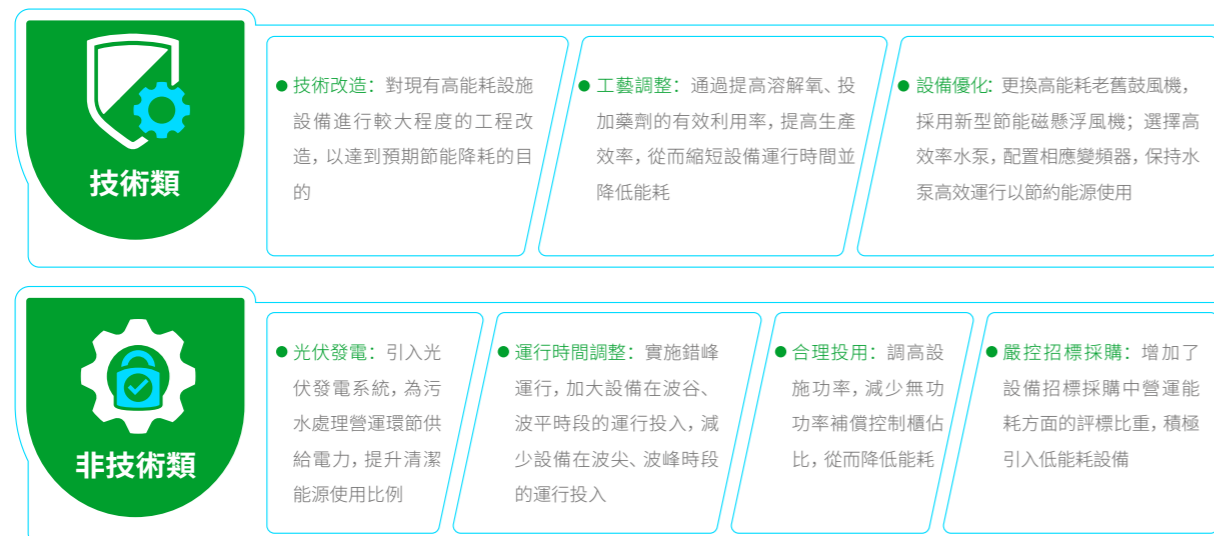 技術類
技術改造：對現有高能耗設施
設備進行較大程度的工程改
造，以達到預期節能降耗的目
的
工藝調整：通過提高溶解氧、投
加藥劑的有效利用率，提高生產
效率，從而縮短設備運行時間並
降低能耗
設備優化：更換高能耗老舊鼓風機，
採用新型節能磁懸浮風機；選擇高
效率水泵，配置相應變頻器，保持水
泵高效運行以節約能源使用
非技術類
光伏發電：引入光
伏發電系統，為污
水處理營運環節供
給電力，提升清潔
能源使用比例
運行時間調整：實施錯峰
運行，加大設備在波谷、
波平時段的運行投入，減
少設備在波尖、波峰時段
的運行投入
合理投用：調高設
施功率，減少無功
功率補償控制櫃佔
比，從而降低能耗
嚴控招標採購：增加了
設備招標採購中營運能
耗方面的評標比重，積極
引入低能耗設備